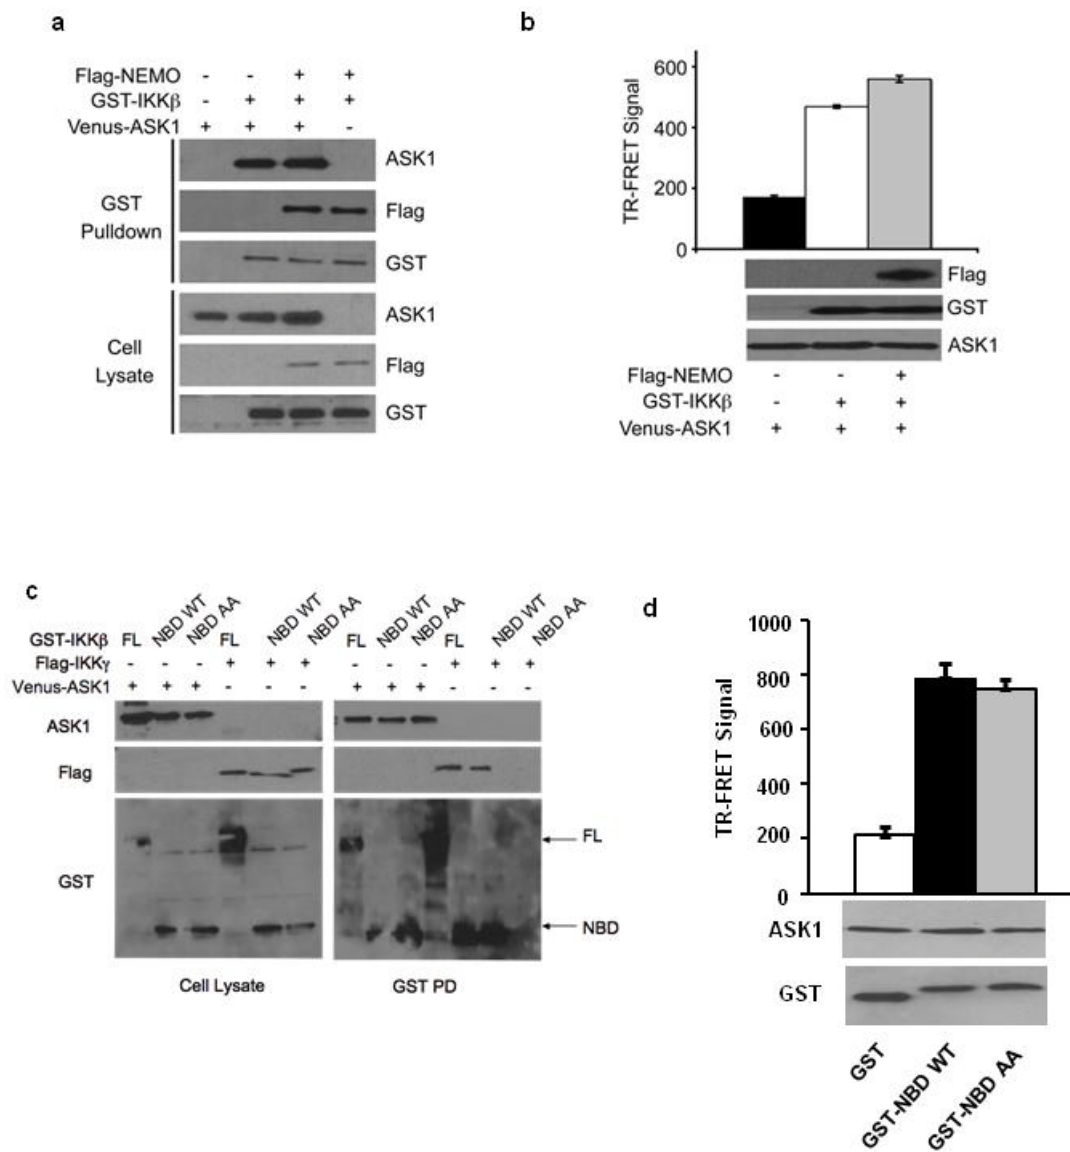 a
Flag-NEMO - - + +
GST-IKKβ - + + +
Venus-ASK1 + + + -
GST Pulldown
ASK1
Flag
GST
Cell Lysate
ASK1
Flag
GST
b
TR-FRET Signal
600
400
200
0
Flag
GST
ASK1
Flag-NEMO - - +
GST-IKKβ - + +
Venus-ASK1 + + +
c
GST-IKKβ FL NBD WT NBD AA FL NBD WT NBD AA FL NBD WT NBD AA FL NBD WT NBD AA
Flag-IKKγ - - - + + + - - - + + +
Venus-ASK1 + + + - - - + + + - - -
ASK1
Flag
GST
FL
NBD
Cell Lysate GST PD
d
TR-FRET Signal
1000
800
600
400
200
0
ASK1
GST
GST GST-NBD WT GST-NBD AA